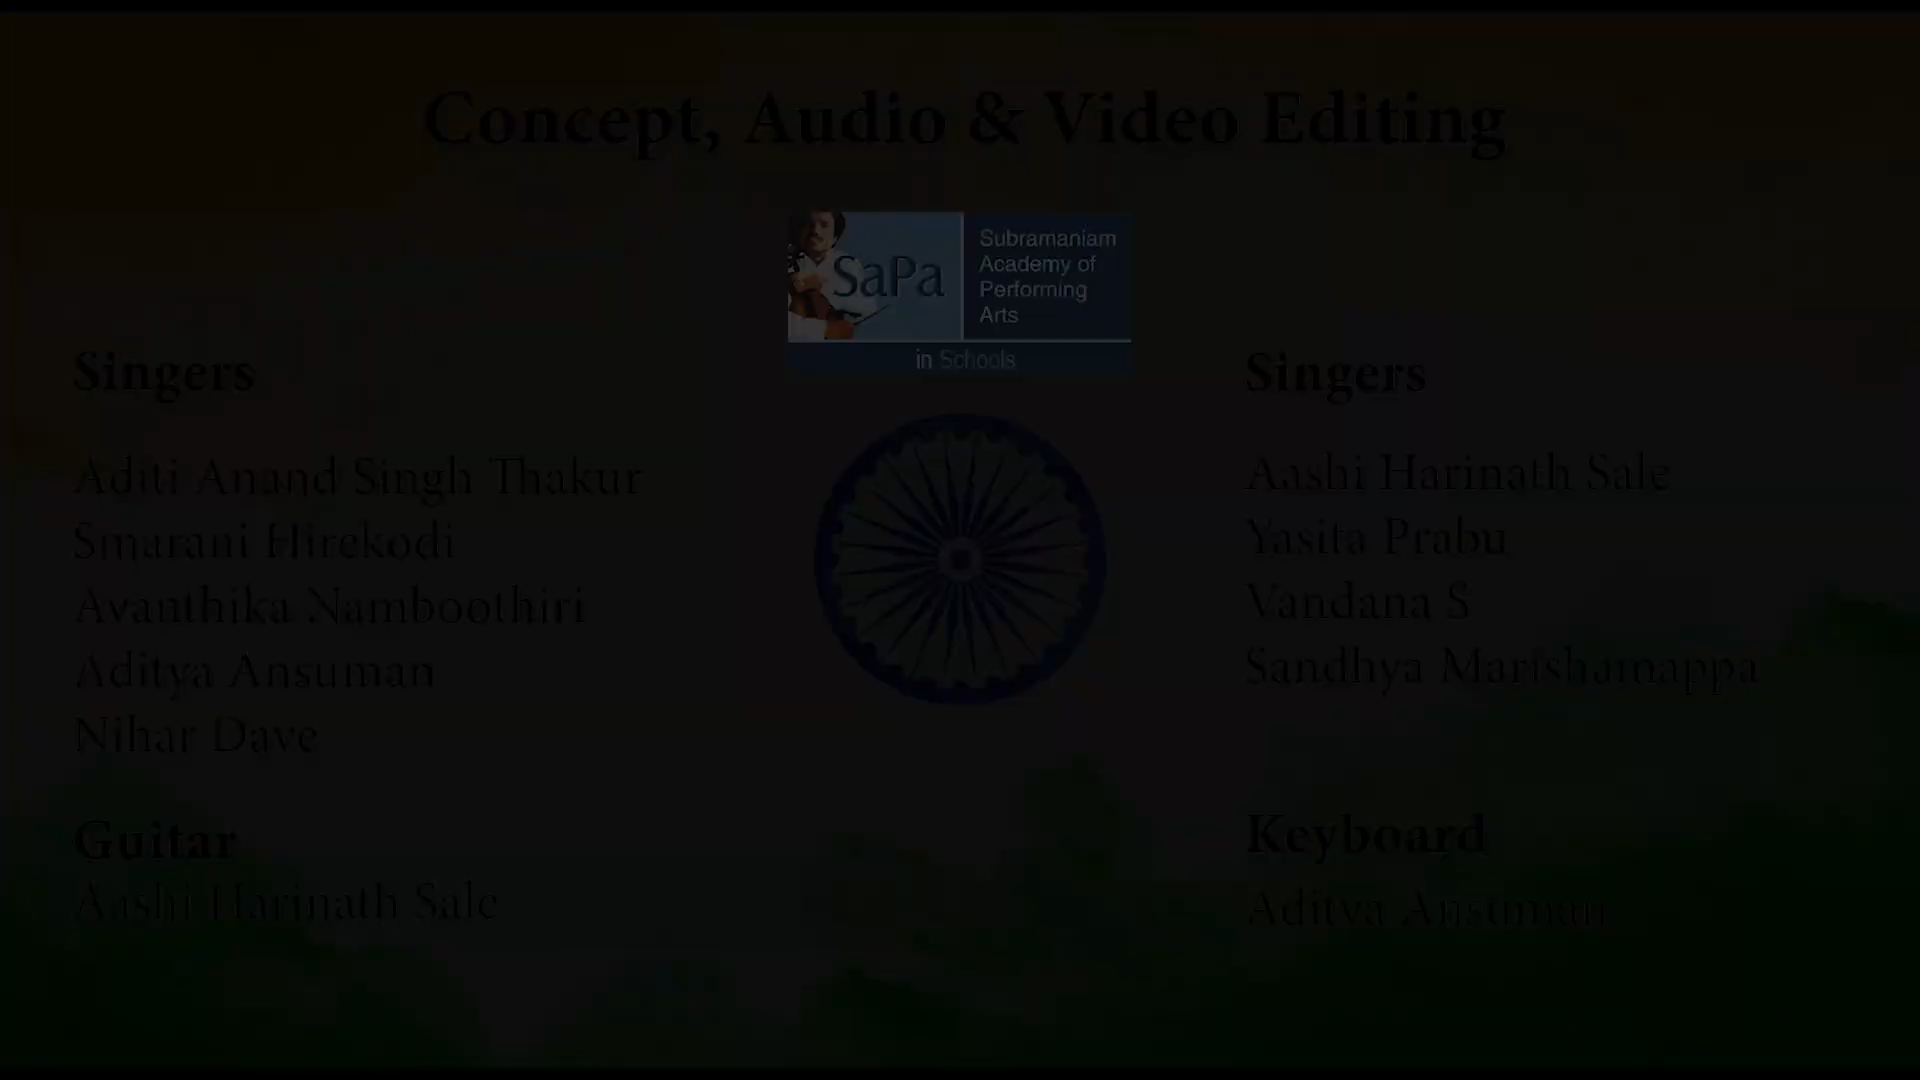 Concept, Audio & Video Editing
SaPa
Subramaniam
Academy of
Performing
Arts
in Schools
Singers
Aditi Anand Singh Thakur
Smarani Hirekodi
Avanthika Namboothiri
Aditya Ansuman
Nihar Dave
Guitar
Aashi Harinath Sale
Singers
Aashi Harinath Sale
Yasita Prabu
Vandana S
Sandhya Marishamappa
Keyboard
Aditya Ansuman